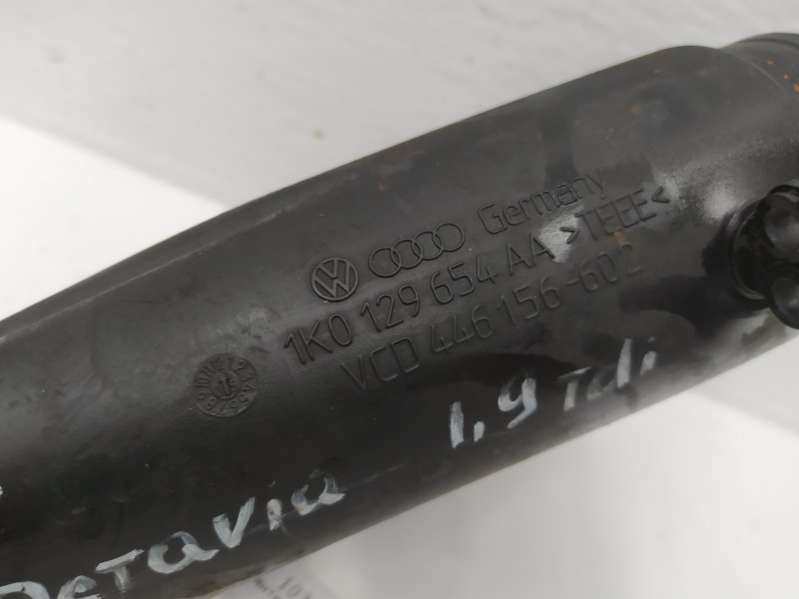 Germany
1K0 129 654 AA >TEEE<
VCD 446 156-602
Octavia 1.9 TDi